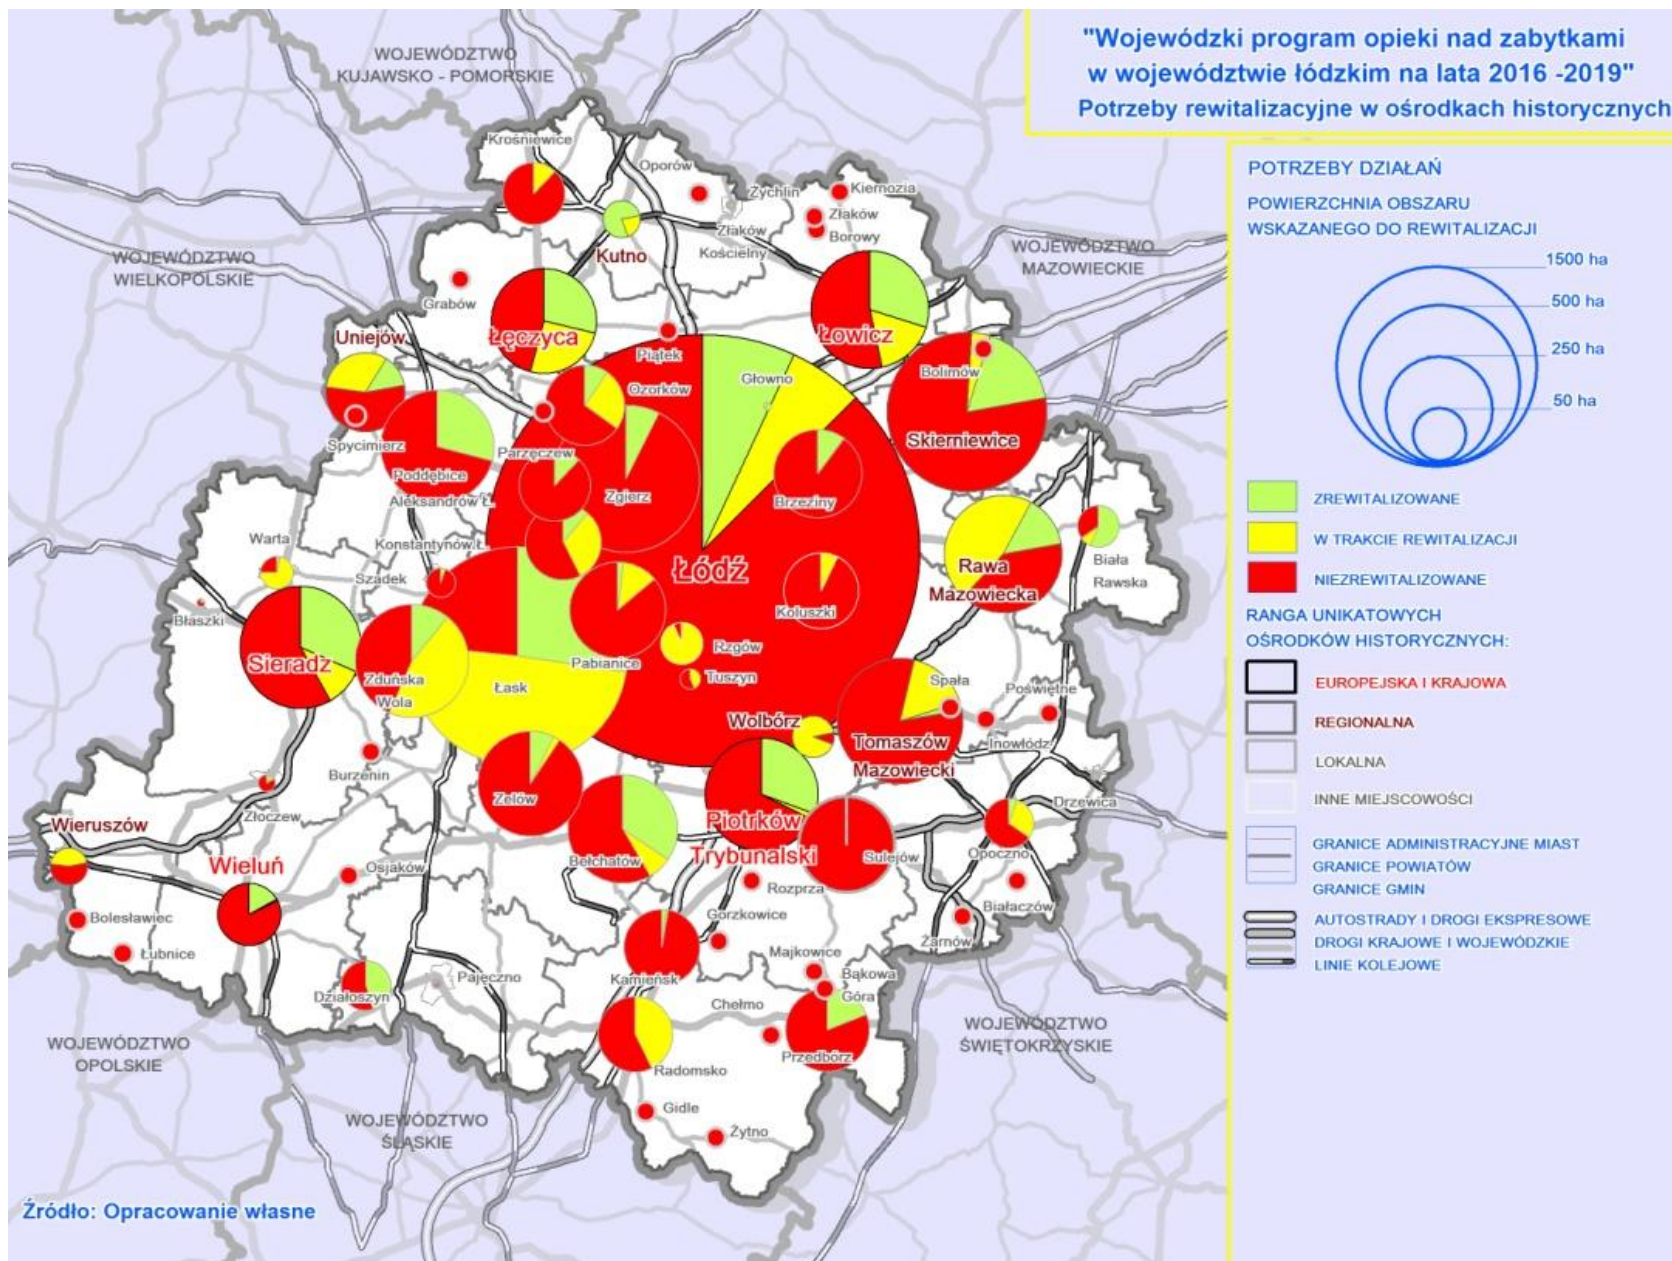 "Wojewódzki program opieki nad zabytkami
w województwie łódzkim na lata 2016 -2019"
Potrzeby rewitalizacyjne w ośrodkach historycznych
WOJEWÓDZTWO
KUJAWSKO - POMORSKIE
Krośniewice
Oporów
Żychlin
Kiernozia
Złaków
Borowy
Złaków
Kościelny
Kutno
WOJEWÓDZTWO
WIELKOPOLSKIE
WOJEWÓDZTWO
MAZOWIECKIE
Grabów
Łęczyca
Łowicz
Uniejów
Piątek
Głowno
Bolimów
Ozorków
Spycimierz
Parzęczew
Skierniewice
Poddębice
Aleksandrów Ł.
Zgierz
Brzeziny
Warta
Konstantynów Ł.
Szadek
Łódź
Rawa
Mazowiecka
Biała
Rawska
Błaszki
Koluszki
Sieradz
Zduńska
Wola
Łask
Pabianice
Rzgów
Tuszyn
Spała
Poświętne
Wolbórz
Inowłódz
Tomaszów
Mazowiecki
Burzenin
Zelów
Złoczew
Drzewica
Wieruszów
Piotrków
Trybunalski
Bełchatów
Sulejów
Opoczno
Wieluń
Osjaków
Rozprza
Białaczów
Bolesławiec
Łubnice
Gorzkowice
Żarnów
Majkowice
Kamieńsk
Pajęczno
Bąkowa
Góra
Działoszyn
Chełmo
Przedbórz
Radomsko
WOJEWÓDZTWO
OPOLSKIE
WOJEWÓDZTWO
ŚWIĘTOKRZYSKIE
Gidle
Żytno
WOJEWÓDZTWO
ŚLĄSKIE
Źródło: Opracowanie własne
POTRZEBY DZIAŁAŃ
POWIERZCHNIA OBSZARU
WSKAZANEGO DO REWITALIZACJI
1500 ha
500 ha
250 ha
50 ha
ZREWITALIZOWANE
W TRAKCIE REWITALIZACJI
NIEZREWITALIZOWANE
RANGA UNIKATOWYCH
OŚRODKÓW HISTORYCZNYCH:
EUROPEJSKA I KRAJOWA
REGIONALNA
LOKALNA
INNE MIEJSCOWOŚCI
GRANICE ADMINISTRACYJNE MIAST
GRANICE POWIATÓW
GRANICE GMIN
AUTOSTRADY I DROGI EKSPRESOWE
DROGI KRAJOWE I WOJEWÓDZKIE
LINIE KOLEJOWE